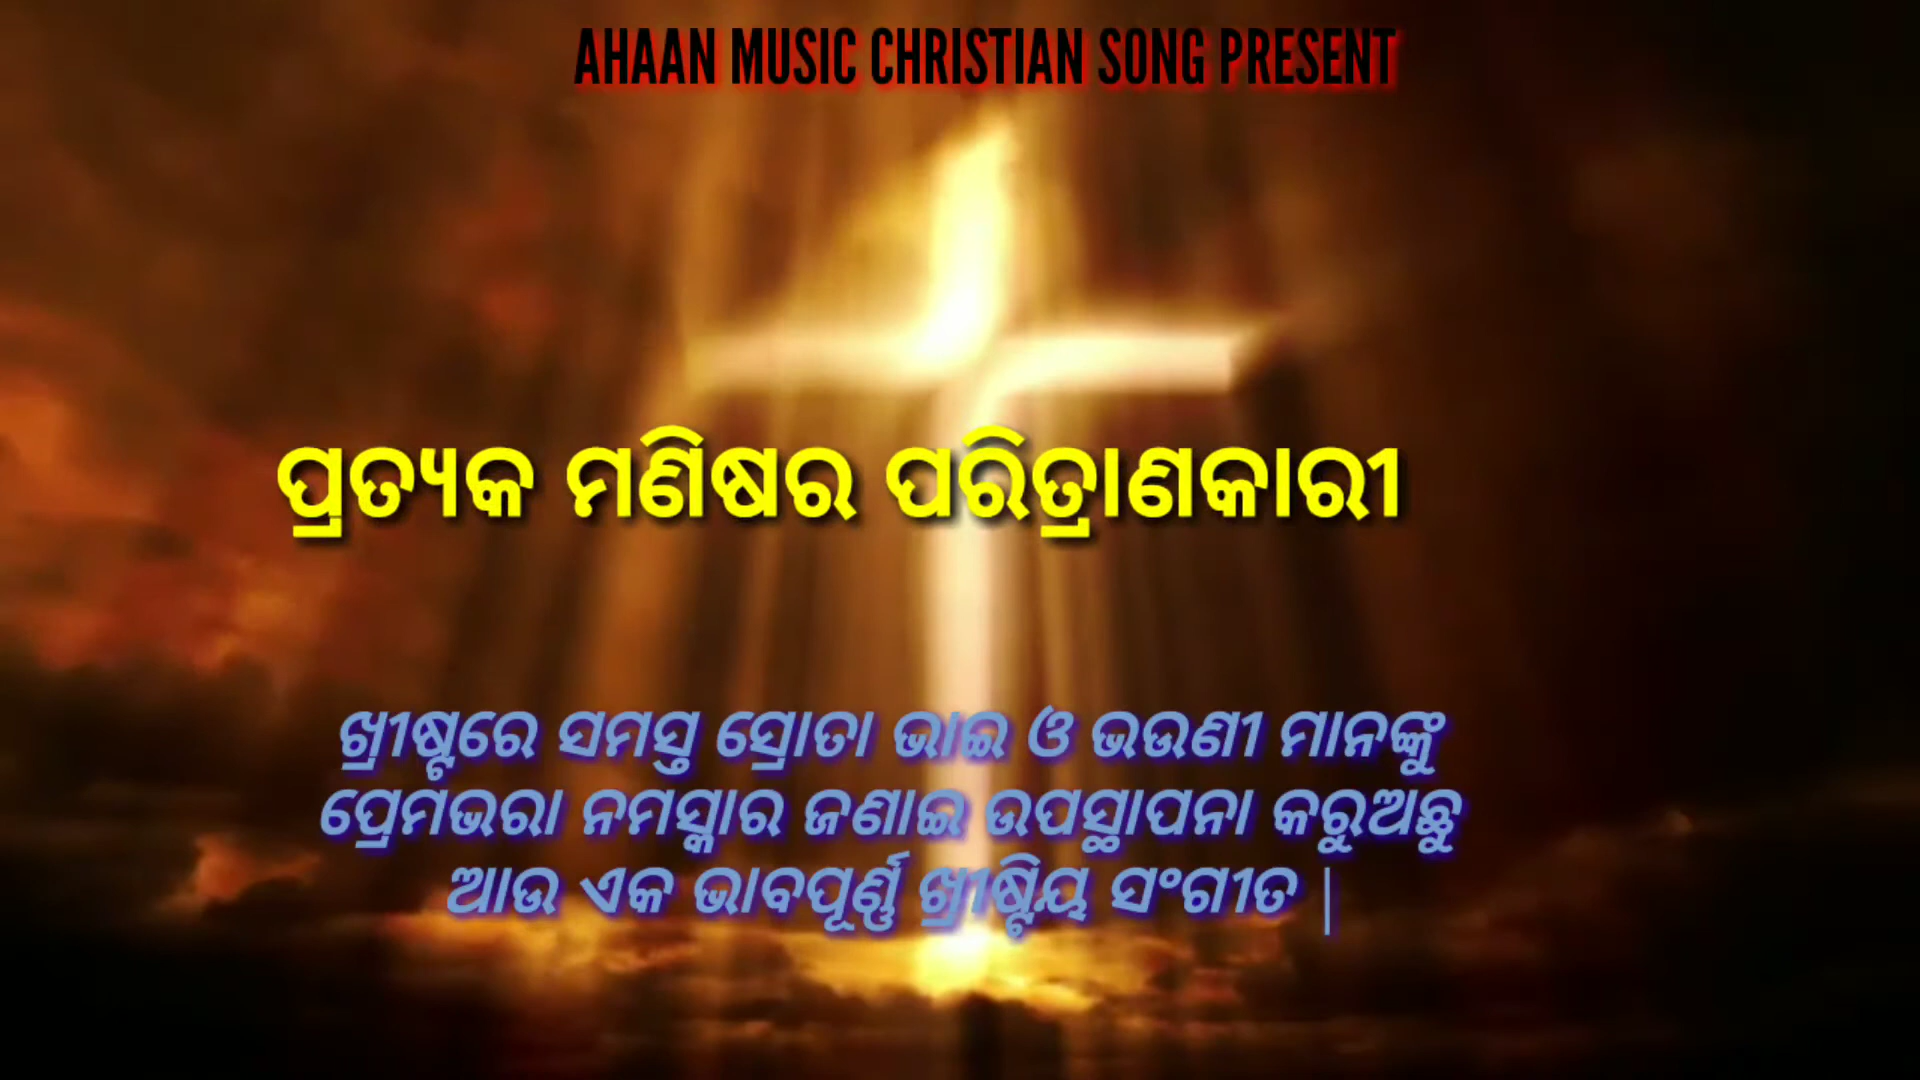 AHAAN MUSIC CHRISTIAN SONG PRESENT
ପ୍ରତ୍ୟକ ମଣିଷର ପରିତ୍ରାଣକାରୀ
ଖ୍ରୀଷ୍ଟରେ ସମସ୍ତ ସ୍ରୋତା ଭାଇ ଓ ଭଉଣୀ ମାନଙ୍କୁ
ପ୍ରେମଭରା ନମସ୍କାର ଜଣାଇ ଉପସ୍ଥାପନା କରୁଅଛୁ
ଆଉ ଏକ ଭାବପୂର୍ଣ୍ଣ ଖ୍ରୀଷ୍ଟିୟ ସଂଗୀତ |